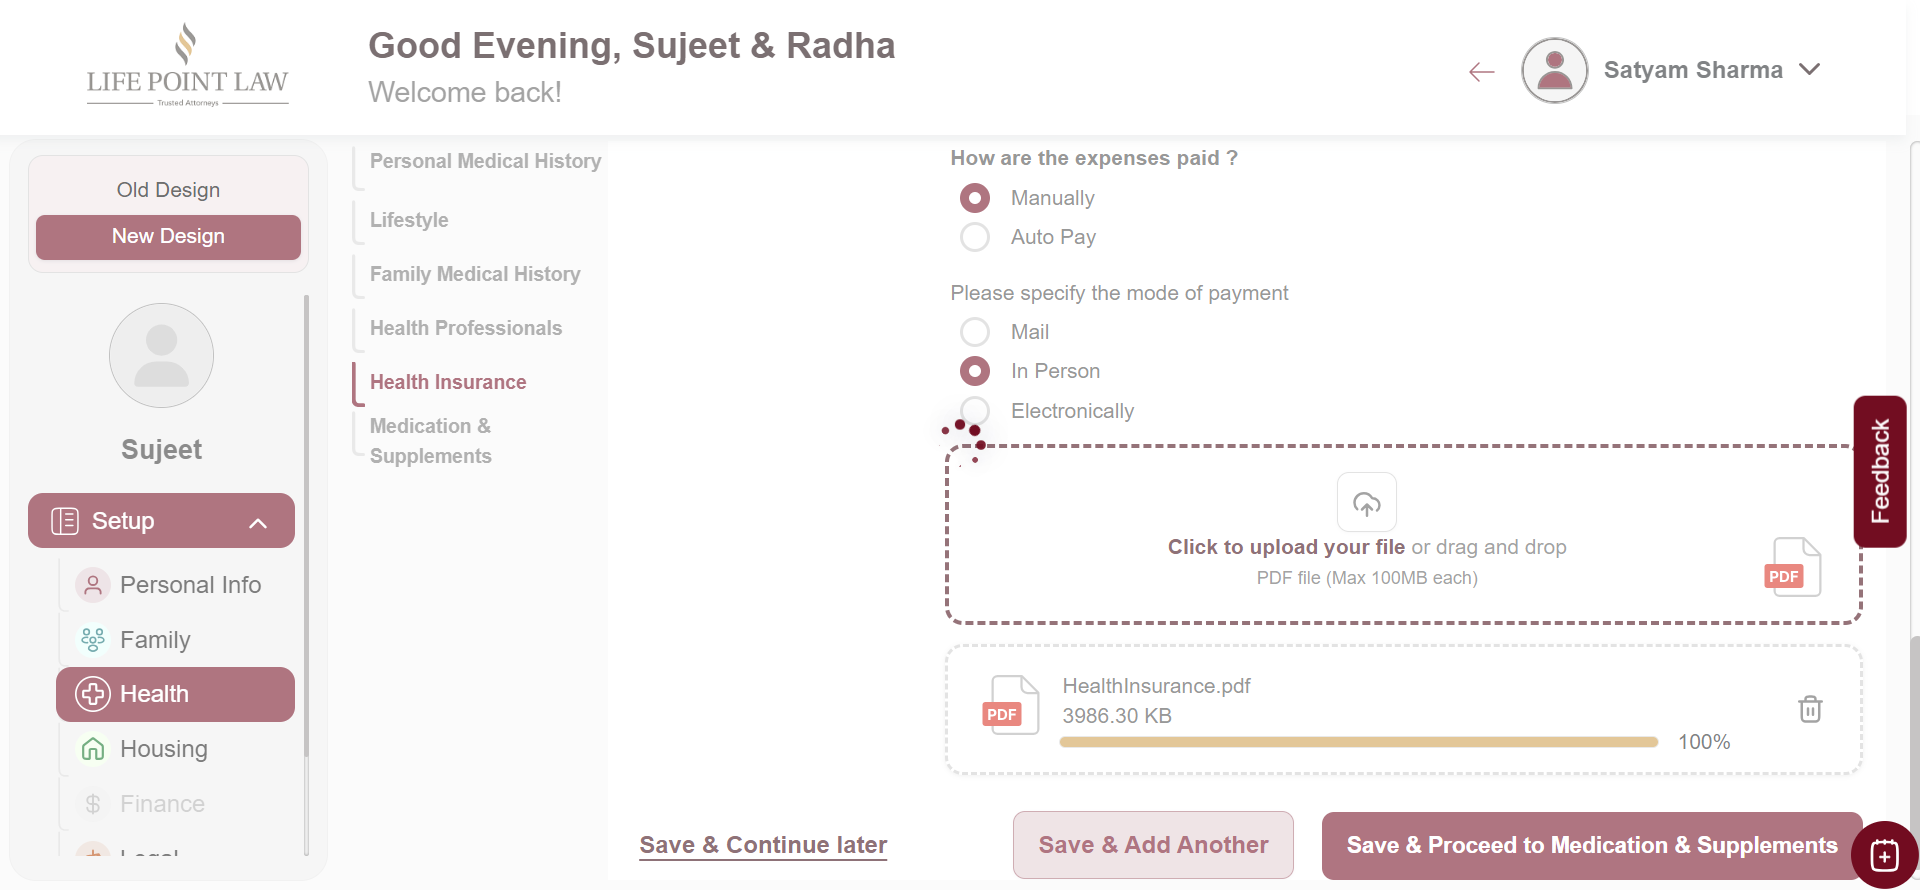 LIFE POINT LAW
Trusted Attorneys
Good Evening, Sujeet & Radha
Welcome back!
Satyam Sharma
Old Design
New Design
Sujeet
Setup
Personal Info
Family
Health
Housing
Finance
Legal
Personal Medical History
Lifestyle
Family Medical History
Health Professionals
Health Insurance
Medication &
Supplements
How are the expenses paid ?
Manually
Auto Pay
Please specify the mode of payment
Mail
In Person
Electronically
Click to upload your file or drag and drop
PDF file (Max 100MB each)
PDF
PDF
HealthInsurance.pdf
3986.30 KB
100%
Save & Continue later
Save & Add Another
Save & Proceed to Medication & Supplements
Feedback